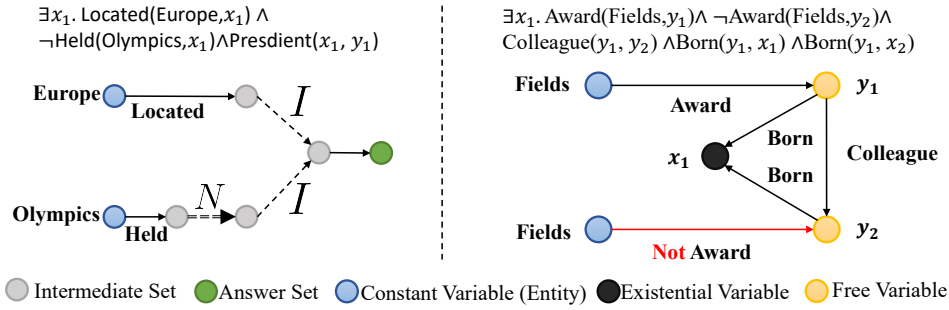 ∃𝑥₁. Located(Europe,𝑥₁) ∧
¬Held(Olympics,𝑥₁)∧Presdient(𝑥₁, 𝑦₁)
Europe
Located
I
Olympics
Held
N
I
∃𝑥₁. Award(Fields,𝑦₁)∧ ¬Award(Fields,𝑦₂)∧
Colleague(𝑦₁, 𝑦₂) ∧Born(𝑦₁, 𝑥₁) ∧Born(𝑦₁, 𝑥₂)
Fields
Award
𝑦₁
Born
𝑥₁
Colleague
Born
Fields
Not Award
𝑦₂
Intermediate Set
Answer Set
Constant Variable (Entity)
Existential Variable
Free Variable